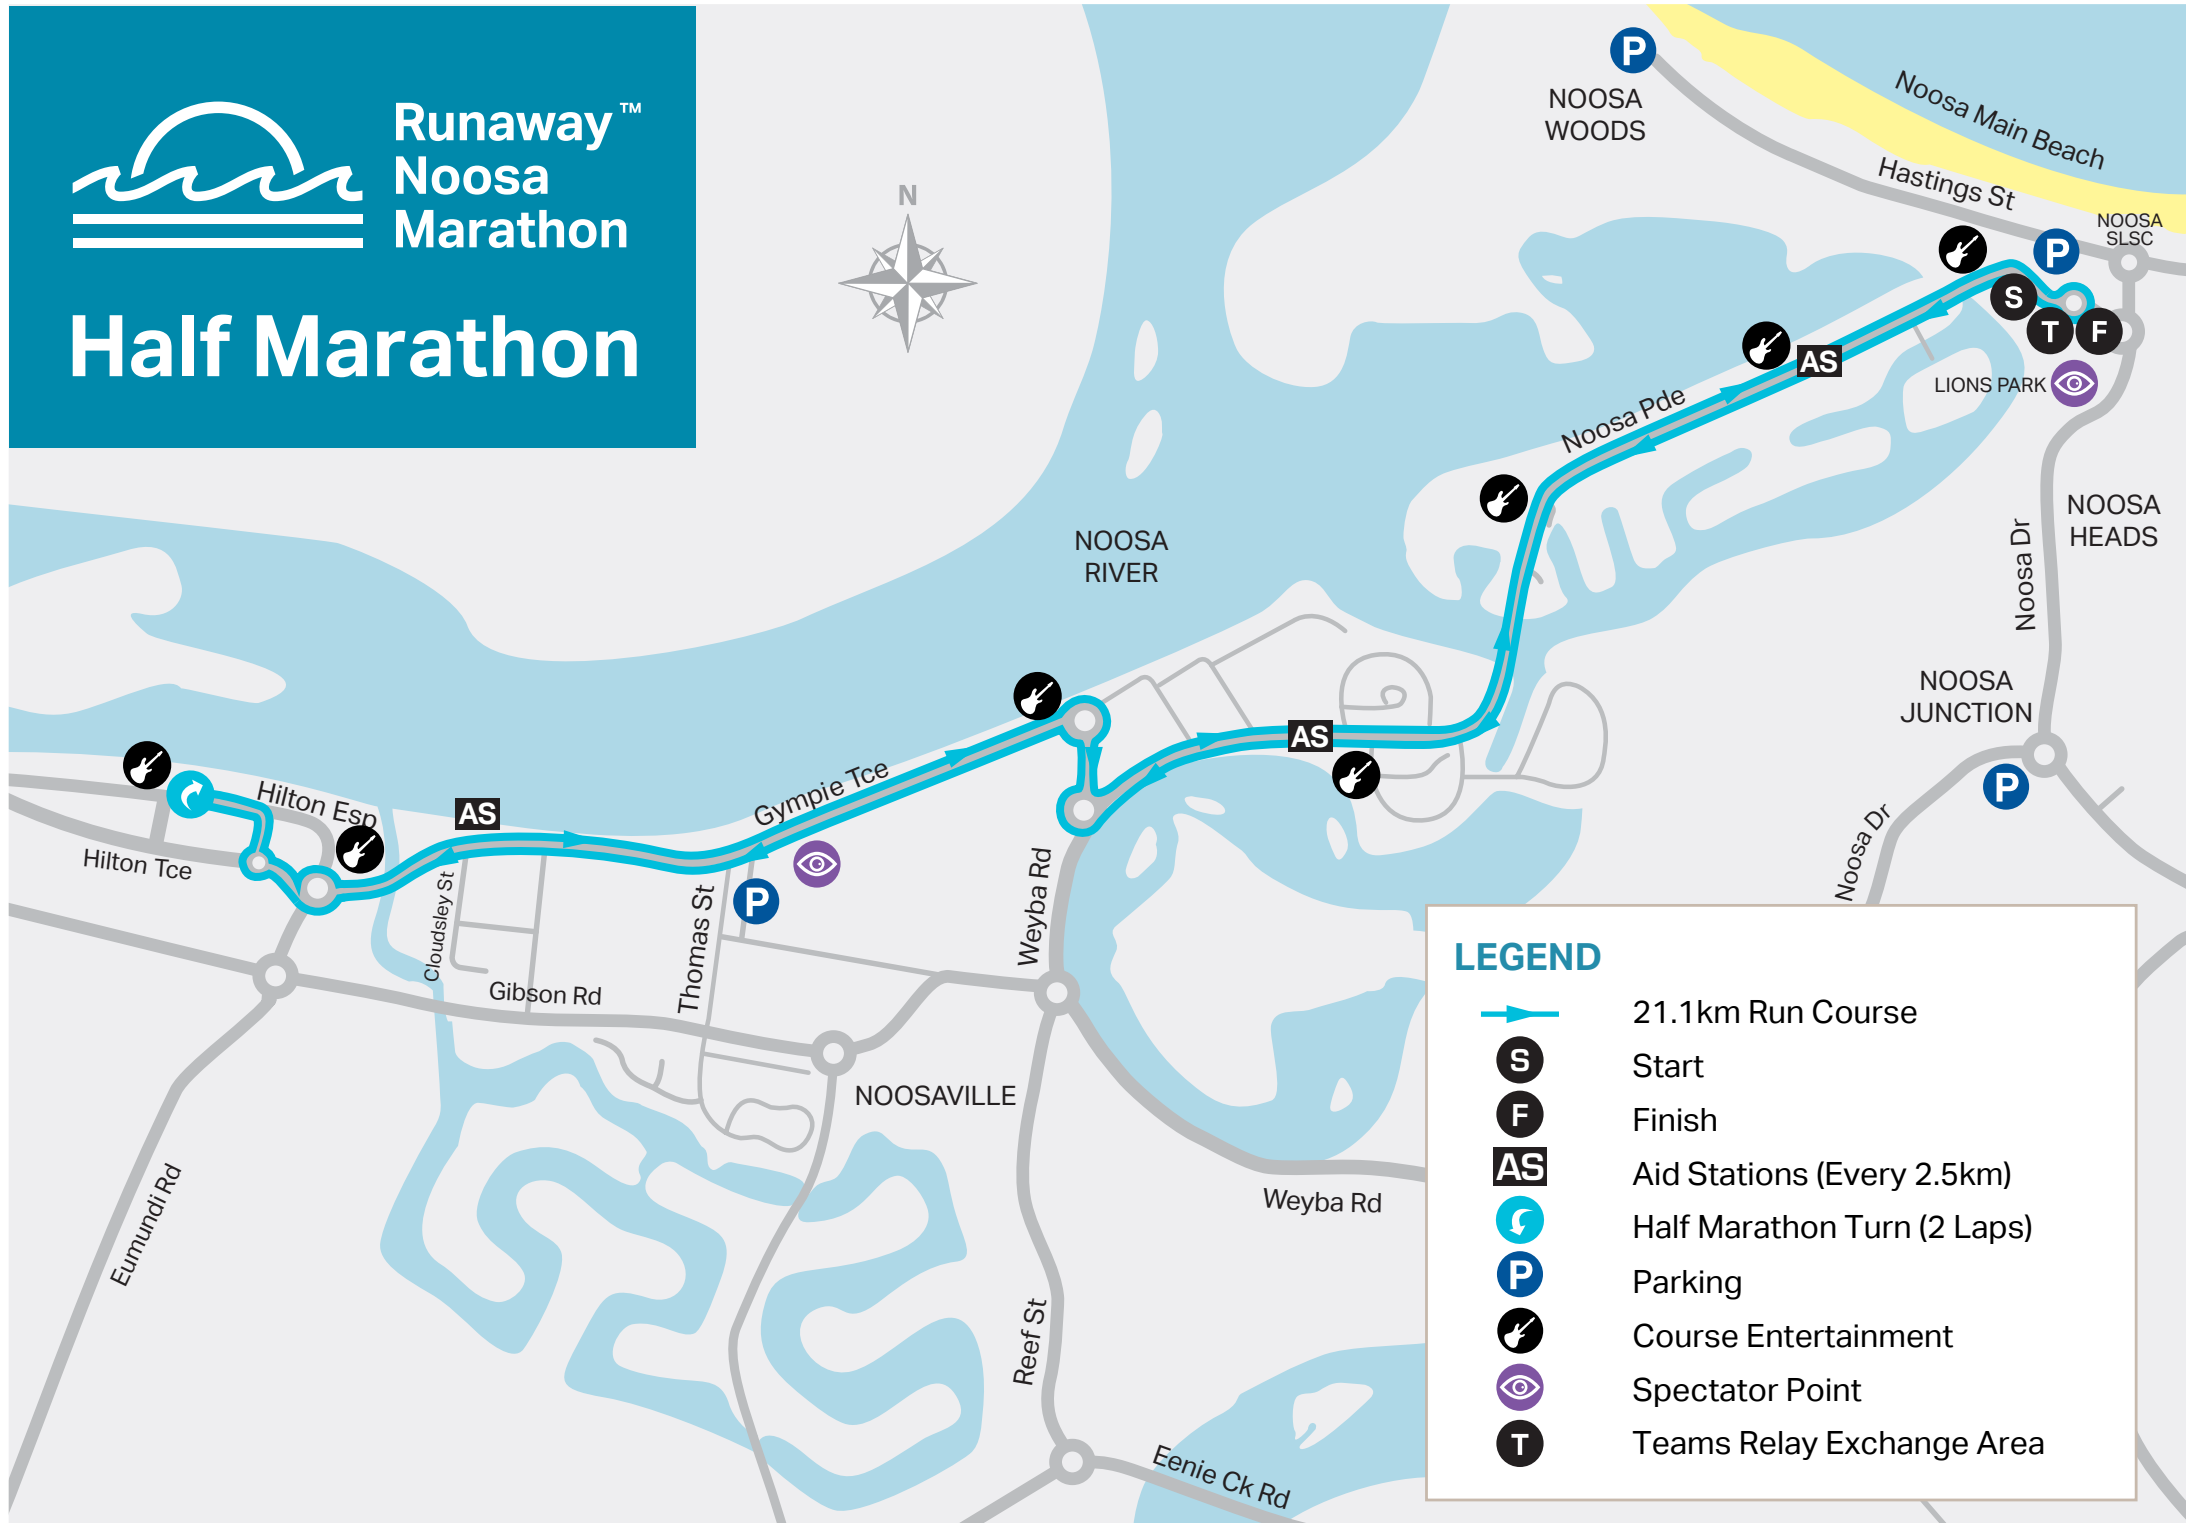 Runaway™
Noosa
Marathon
Half Marathon
N
P
NOOSA
WOODS
Noosa Main Beach
Hastings St
NOOSA
SLSC
P
S
T
F
LIONS PARK
AS
Noosa Pde
NOOSA
HEADS
Noosa Dr
NOOSA
RIVER
NOOSA
JUNCTION
P
Noosa Dr
AS
Gympie Tce
AS
Hilton Esp
Hilton Tce
Cloudsley St
Thomas St
P
Weyba Rd
Gibson Rd
NOOSAVILLE
Eumundi Rd
Weyba Rd
Reef St
Eenie Ck Rd
LEGEND
21.1km Run Course
S Start
F Finish
AS Aid Stations (Every 2.5km)
Half Marathon Turn (2 Laps)
P Parking
Course Entertainment
Spectator Point
T Teams Relay Exchange Area